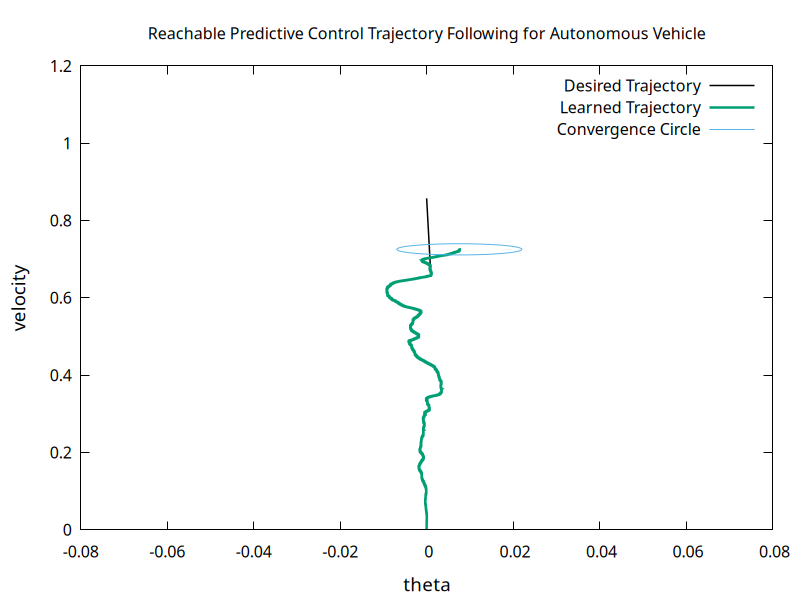 Reachable Predictive Control Trajectory Following for Autonomous Vehicle
Desired Trajectory
Learned Trajectory
Convergence Circle
1.2
1
0.8
0.6
0.4
0.2
0
velocity
-0.08 -0.06 -0.04 -0.02 0 0.02 0.04 0.06 0.08
theta